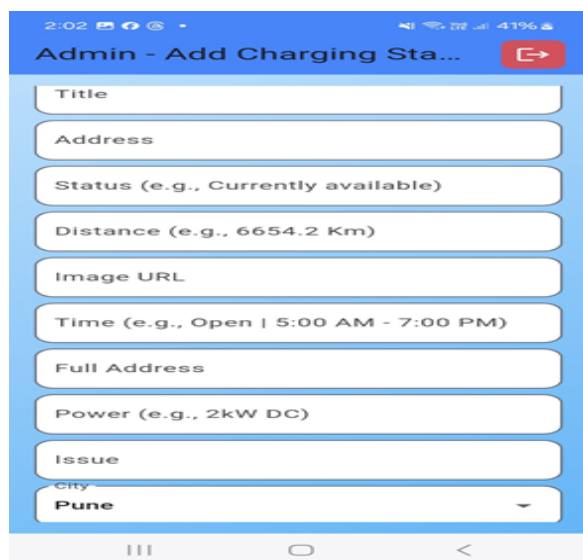 2:02 41%
Admin - Add Charging Sta...
Title
Address
Status (e.g., Currently available)
Distance (e.g., 6654.2 Km)
Image URL
Time (e.g., Open | 5:00 AM - 7:00 PM)
Full Address
Power (e.g., 2kW DC)
Issue
City
Pune